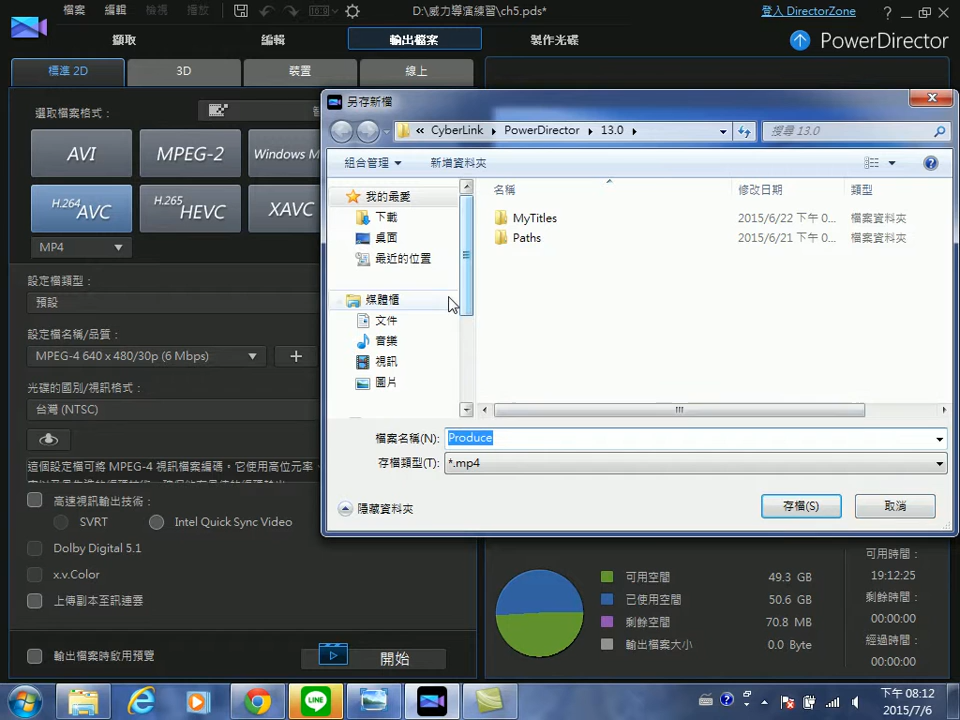 檔案 編輯 檢視 播放 D:\威力導演練習\ch5.pds* 登入 DirectorZone
擷取 編輯 輸出檔案 製作光碟 PowerDirector
標準 2D 3D 裝置 線上
選取檔案格式：
AVI MPEG-2 Windows M
H.264 AVC H.265 HEVC XAVC
MP4
設定檔類型：
預設
設定檔名稱/品質：
MPEG-4 640 x 480/30p (6 Mbps)
光碟的國別/視訊格式：
台灣 (NTSC)
這個設定檔可將 MPEG-4 視訊檔案編碼。它使用高位元率
高速視訊輸出技術：
SVRT Intel Quick Sync Video
Dolby Digital 5.1
x.v.Color
上傳副本至訊連雲
輸出檔案時啟用預覽
開始
另存新檔
« CyberLink PowerDirector 13.0 搜尋 13.0
組合管理 新增資料夾
名稱 修改日期 類型
MyTitles 2015/6/22 下午 0... 檔案資料夾
Paths 2015/6/21 下午 0... 檔案資料夾
我的最愛
下載
桌面
最近的位置
媒體櫃
文件
音樂
視訊
圖片
檔案名稱(N): Produce
存檔類型(T): *.mp4
隱藏資料夾 存檔(S) 取消
可用空間 49.3 GB
已使用空間 50.6 GB
剩餘空間 70.8 MB
輸出檔案大小 0.0 Byte
可用時間：
19:12:25
剩餘時間：
00:00:00
經過時間：
00:00:00
LINE
下午 08:12
2015/7/6